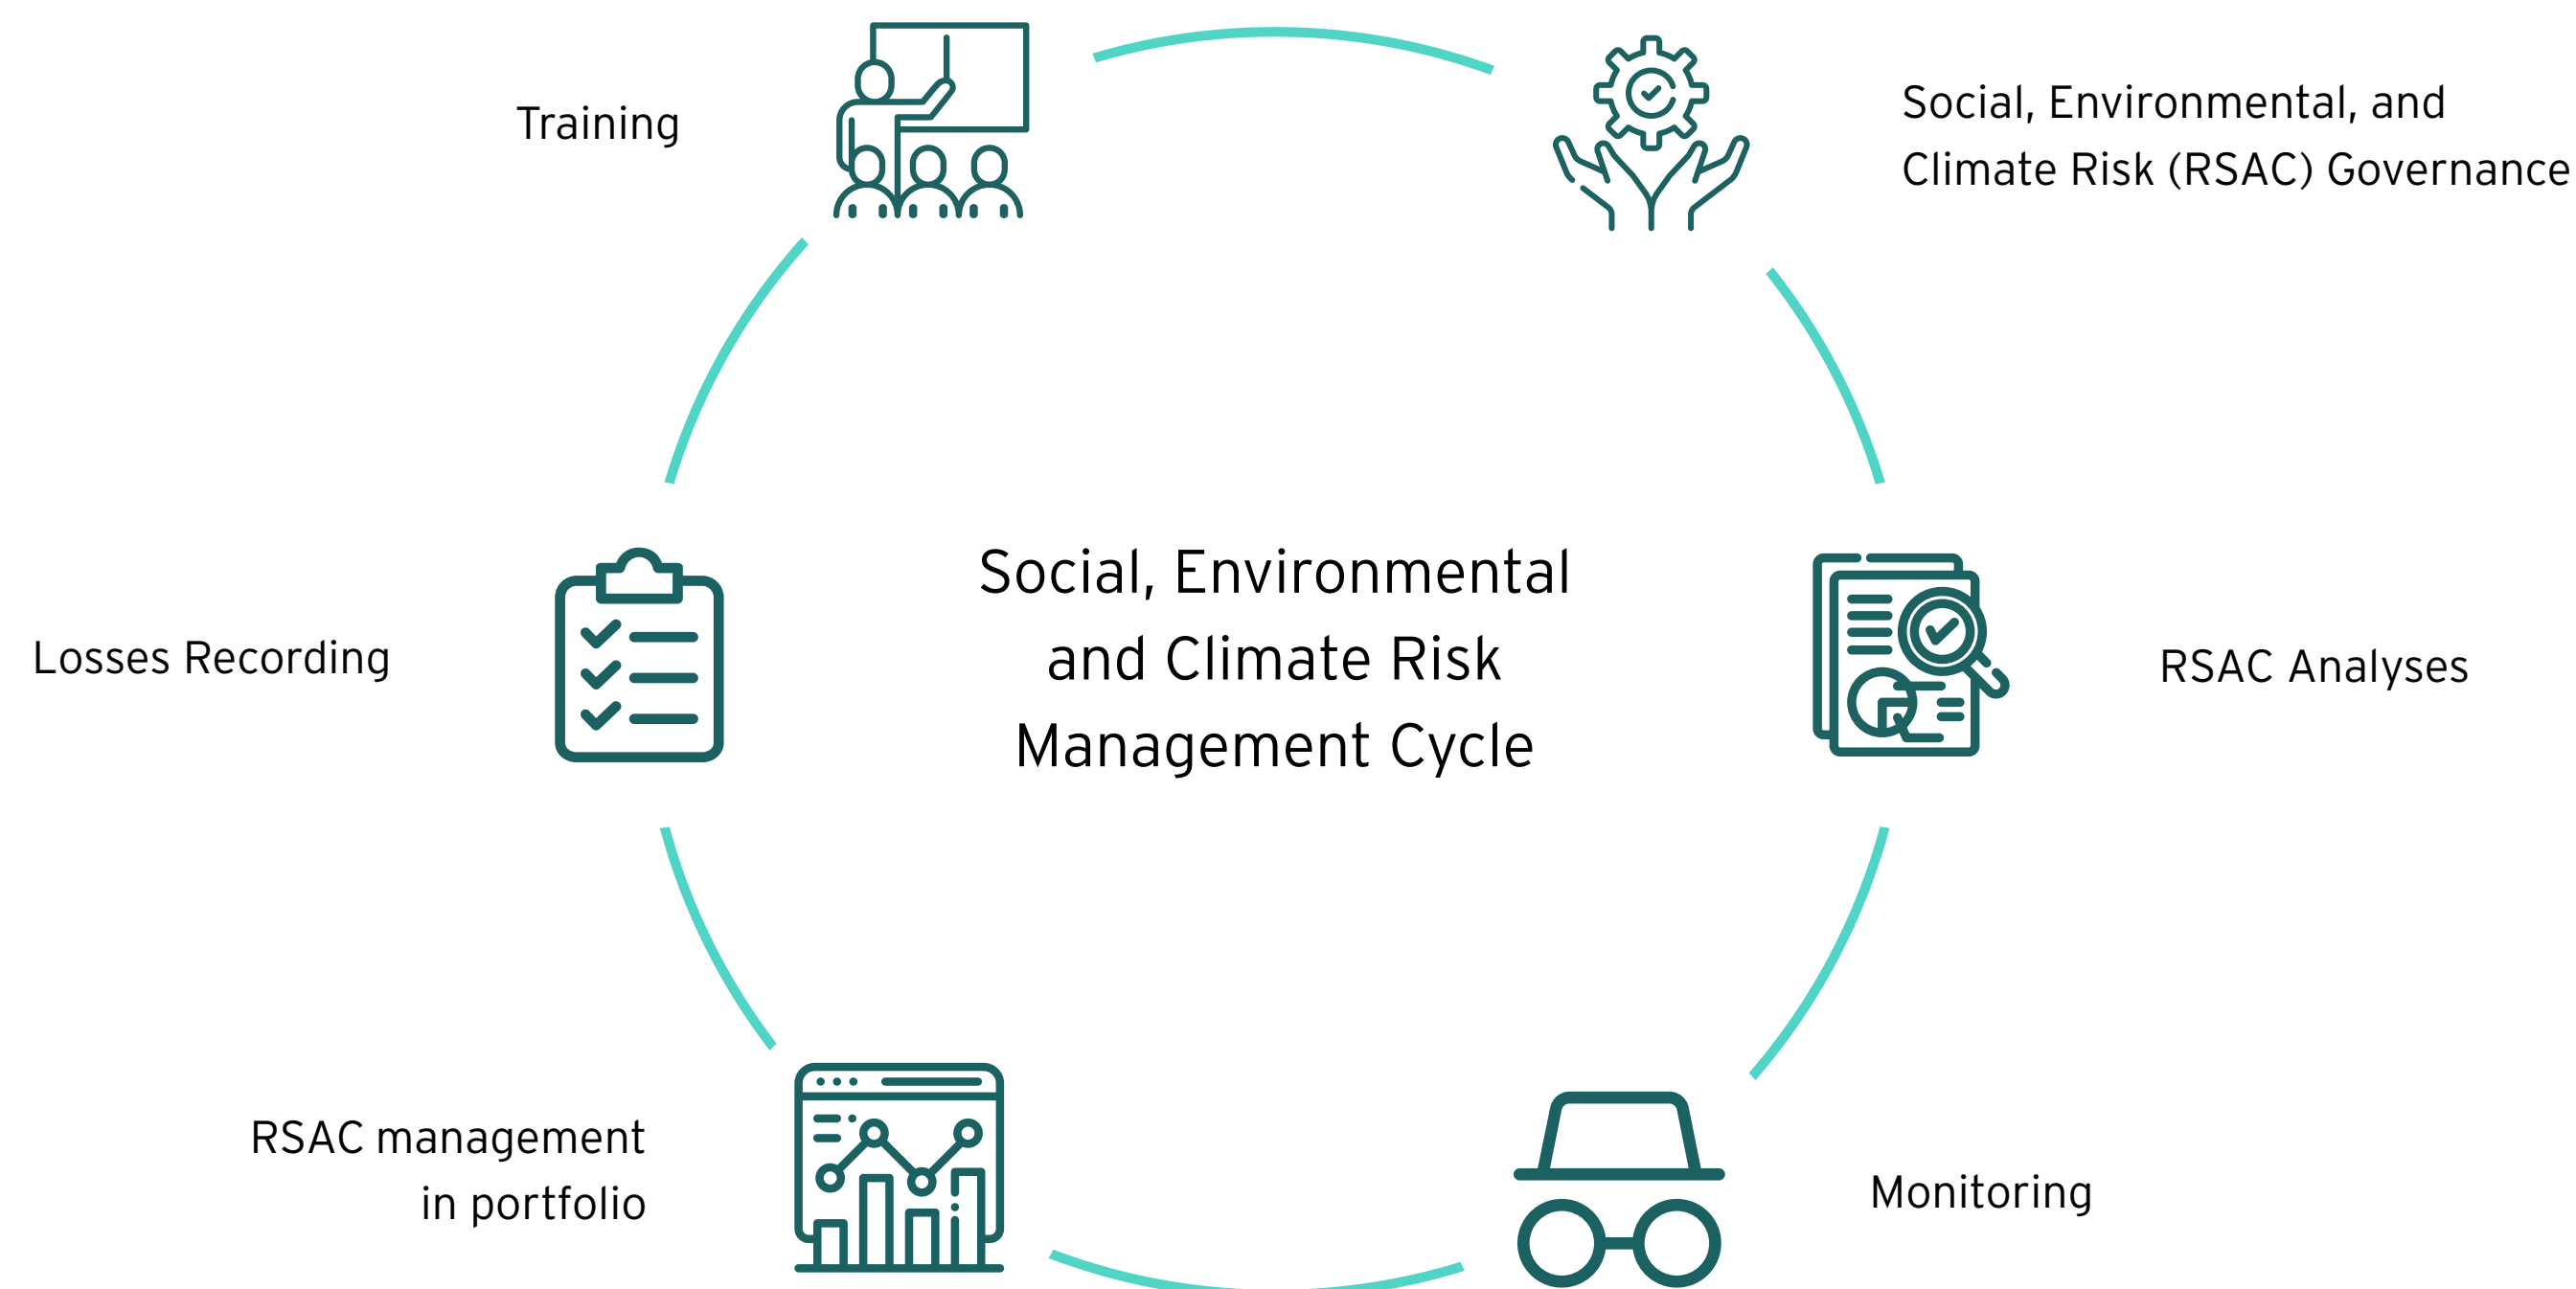 Training
Social, Environmental, and
Climate Risk (RSAC) Governance
Losses Recording
Social, Environmental
and Climate Risk
Management Cycle
RSAC Analyses
RSAC management
in portfolio
Monitoring